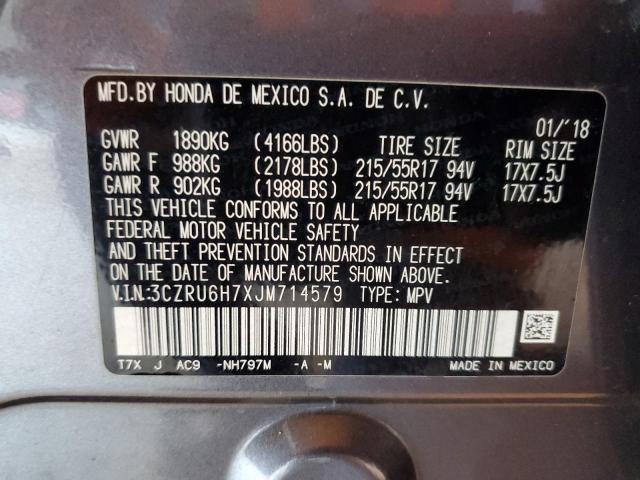 MFD.BY HONDA DE MEXICO S.A. DE C.V.
01/'18
GVWR 1890KG (4166LBS) TIRE SIZE RIM SIZE
GAWR F 988KG (2178LBS) 215/55R17 94V 17X7.5J
GAWR R 902KG (1988LBS) 215/55R17 94V 17X7.5J
THIS VEHICLE CONFORMS TO ALL APPLICABLE
FEDERAL MOTOR VEHICLE SAFETY
AND THEFT PREVENTION STANDARDS IN EFFECT
ON THE DATE OF MANUFACTURE SHOWN ABOVE.
V.I.N.:3CZRU6H7XJM714579 TYPE: MPV
T7X J AC9 -NH797M -A -M MADE IN MEXICO